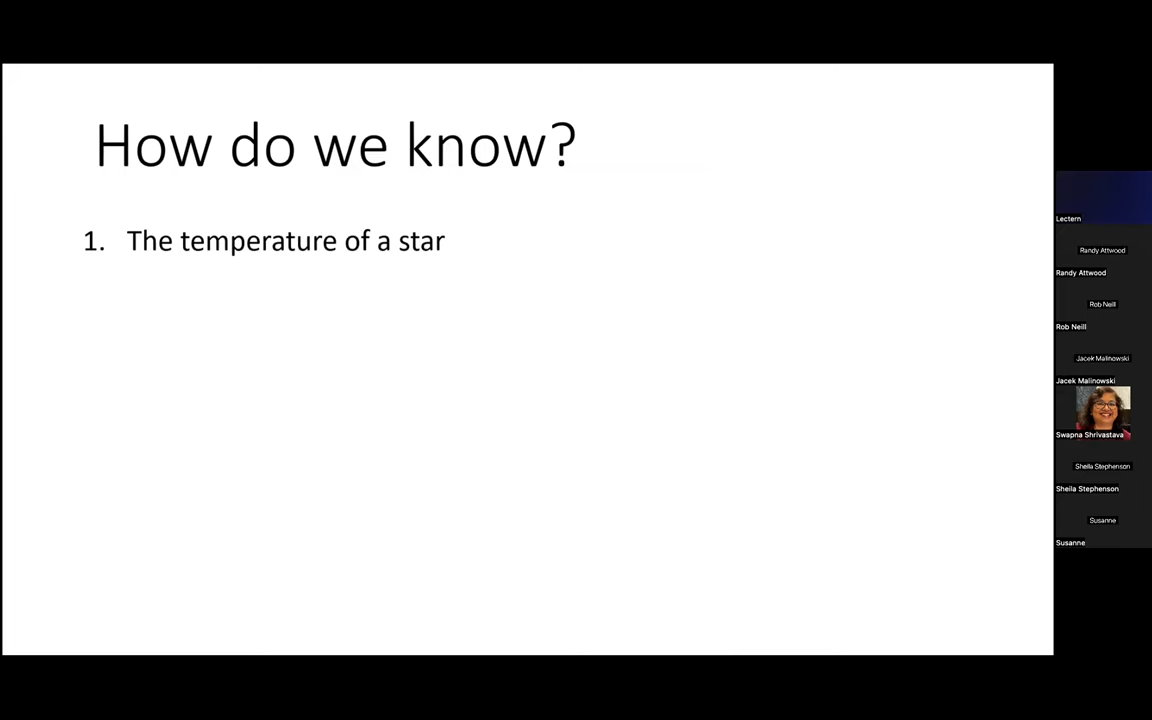 How do we know?
1. The temperature of a star
Lectern
Randy Attwood
Randy Attwood
Rob Neill
Rob Neill
Jacek Malinowski
Jacek Malinowski
Swapna Shrivastava
Sheila Stephenson
Sheila Stephenson
Susanne
Susanne